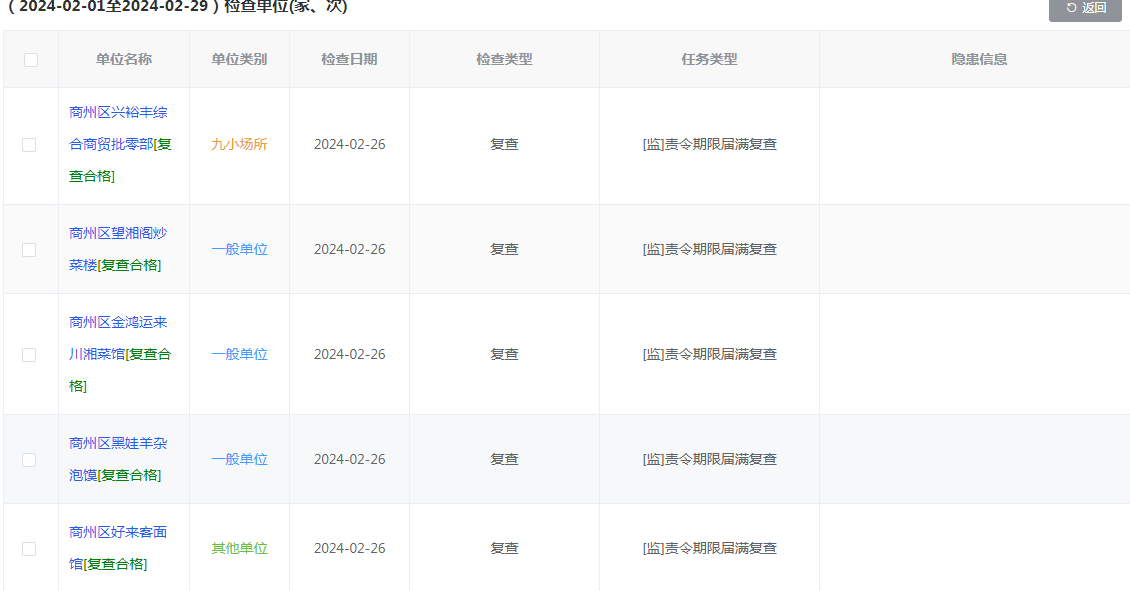 （ 2024-02-01至2024-02-29 ）检查单位(家、次)
返回
单位名称 单位类别 检查日期 检查类型 任务类型 隐患信息
商州区兴裕丰综
合商贸批零部[复
查合格]
九小场所 2024-02-26 复查 [监]责令期限届满复查
商州区望湘阁炒
菜楼[复查合格]
一般单位 2024-02-26 复查 [监]责令期限届满复查
商州区金鸿运来
川湘菜馆[复查合
格]
一般单位 2024-02-26 复查 [监]责令期限届满复查
商州区黑娃羊杂
泡馍[复查合格]
一般单位 2024-02-26 复查 [监]责令期限届满复查
商州区好来客面
馆[复查合格]
其他单位 2024-02-26 复查 [监]责令期限届满复查